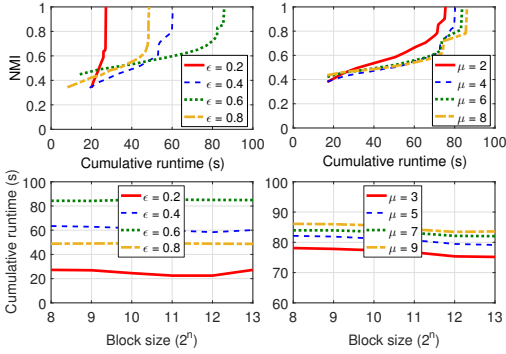 1
0.8
0.6
0.4
0.2
0
NMI
0 20 40 60 80 100
Cumulative runtime (s)
ϵ = 0.2
ϵ = 0.4
ϵ = 0.6
ϵ = 0.8
1
0.8
0.6
0.4
0.2
0
0 20 40 60 80 100
Cumulative runtime (s)
μ = 2
μ = 4
μ = 6
μ = 8
Cumulative runtime (s)
100
80
60
40
20
0
8 9 10 11 12 13
Block size (2ⁿ)
ϵ = 0.2
ϵ = 0.4
ϵ = 0.6
ϵ = 0.8
100
90
80
70
60
8 9 10 11 12 13
Block size (2ⁿ)
μ = 3
μ = 5
μ = 7
μ = 9